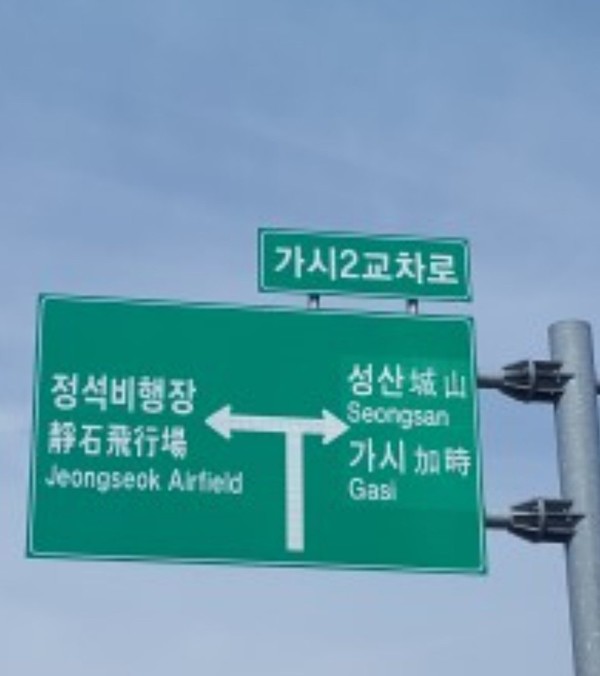 가시2교차로
정석비행장
靜石飛行場
Jeongseok Airfield
성산 城山
Seongsan
가시 加時
Gasi